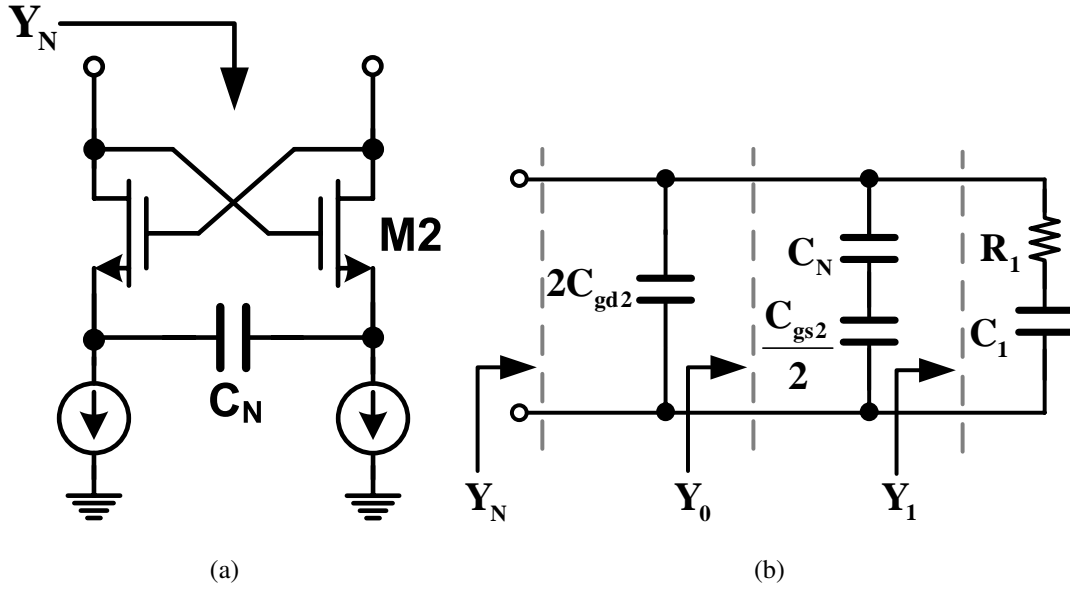 Y_N
M2
C_N
(a)
2C_gd2
C_N
C_gs2
2
R_1
C_1
Y_N
Y_0
Y_1
(b)